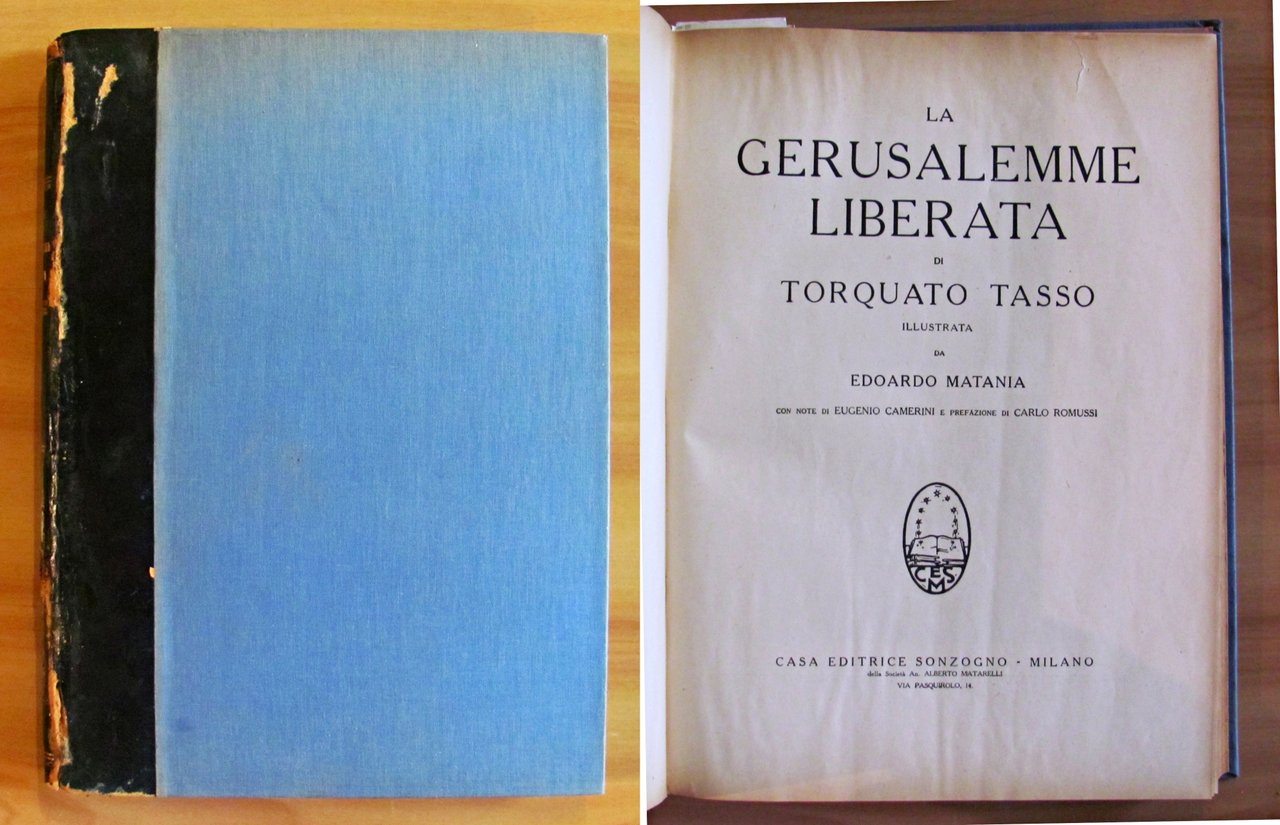 LA
GERUSALEMME
LIBERATA
DI
TORQUATO TASSO
ILLUSTRATA
DA
EDOARDO MATANIA
CON NOTE DI EUGENIO CAMERINI E PREFAZIONE DI CARLO ROMUSSI
CESM
CASA EDITRICE SONZOGNO - MILANO
della Società An. ALBERTO MATARELLI
VIA PASQUIROLO, 14.